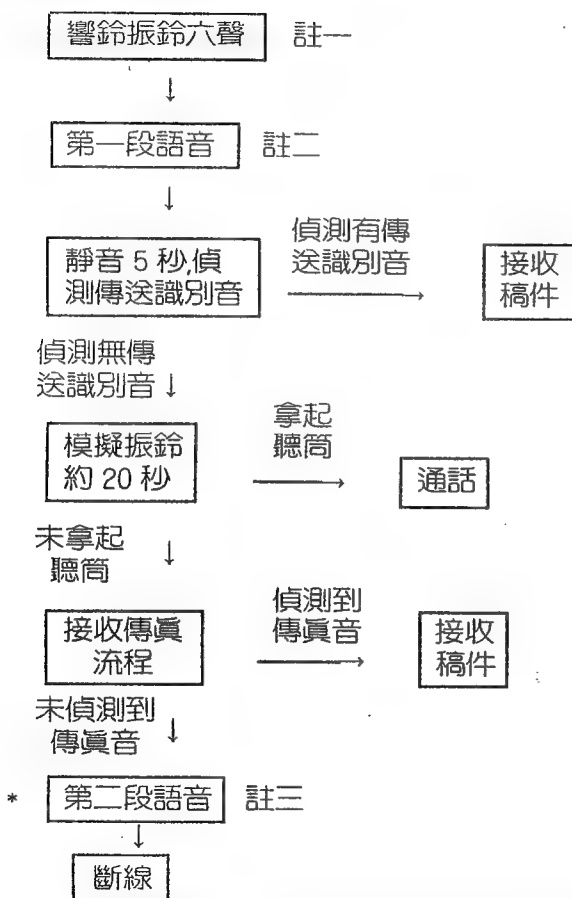 響鈴振鈴六聲 註一
↓
第一段語音 註二
↓
偵測有傳
送識別音
靜音5秒,偵
測傳送識別音
→
接收
稿件
偵測無傳
送識別音↓
模擬振鈴
約20秒
拿起
聽筒
→
通話
未拿起
聽筒 ↓
接收傳眞
流程
偵測到
傳眞音
→
接收
稿件
未偵測到
傳眞音 ↓
* 第二段語音 註三
↓
斷線